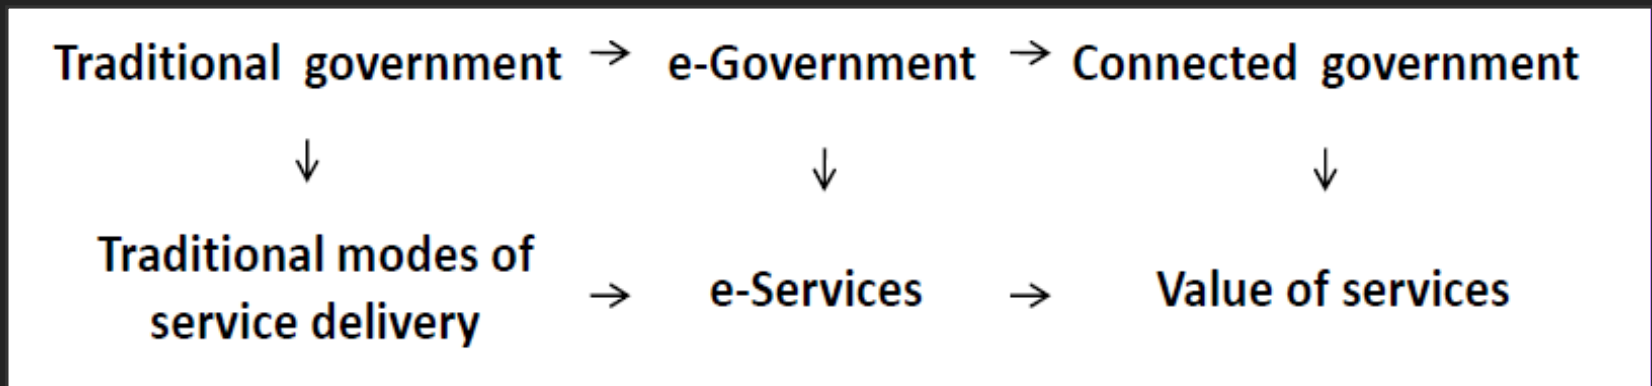 Traditional government → e-Government → Connected government
↓ ↓ ↓
Traditional modes of
service delivery → e-Services → Value of services